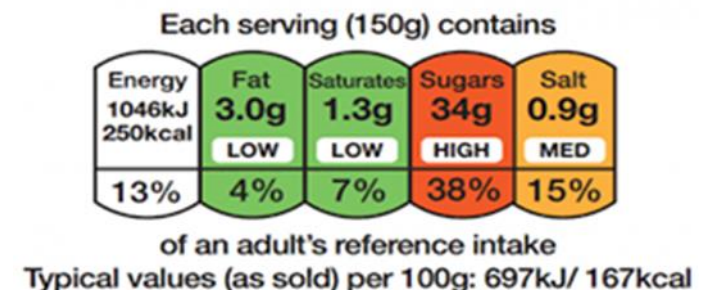 Each serving (150g) contains
Energy Fat Saturates Sugars Salt
1046kJ 3.0g 1.3g 34g 0.9g
250kcal
LOW LOW HIGH MED
13% 4% 7% 38% 15%
of an adult's reference intake
Typical values (as sold) per 100g: 697kJ/ 167kcal